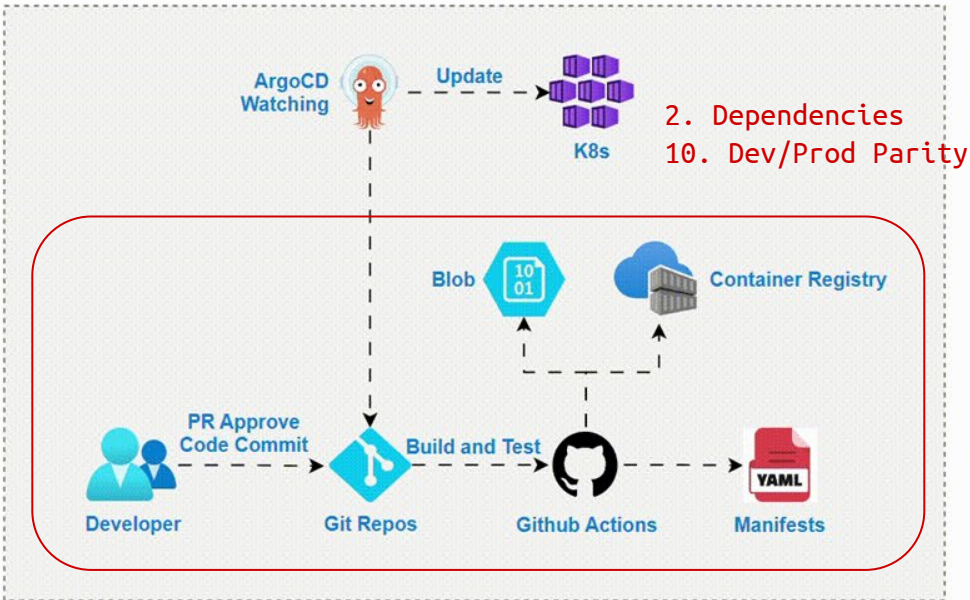 ArgoCD
Watching
Update
K8s
2. Dependencies
10. Dev/Prod Parity
Blob
10
01
Container Registry
PR Approve
Code Commit
Build and Test
YAML
Developer
Git Repos
Github Actions
Manifests